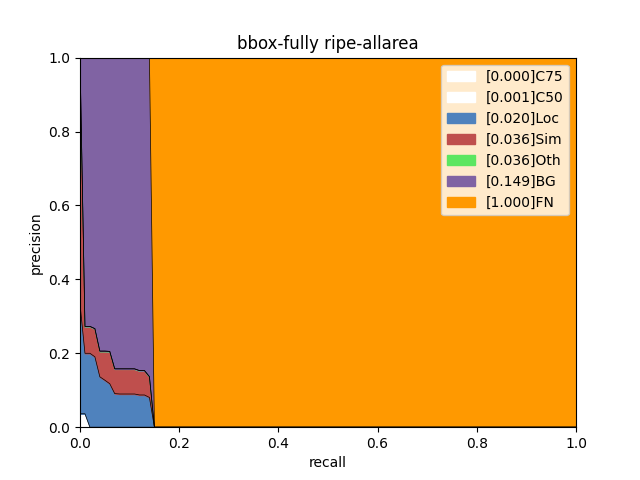 bbox-fully ripe-allarea
1.0
0.8
0.6
0.4
0.2
0.0
precision
[0.000]C75
[0.001]C50
[0.020]Loc
[0.036]Sim
[0.036]Oth
[0.149]BG
[1.000]FN
0.0 0.2 0.4 0.6 0.8 1.0
recall